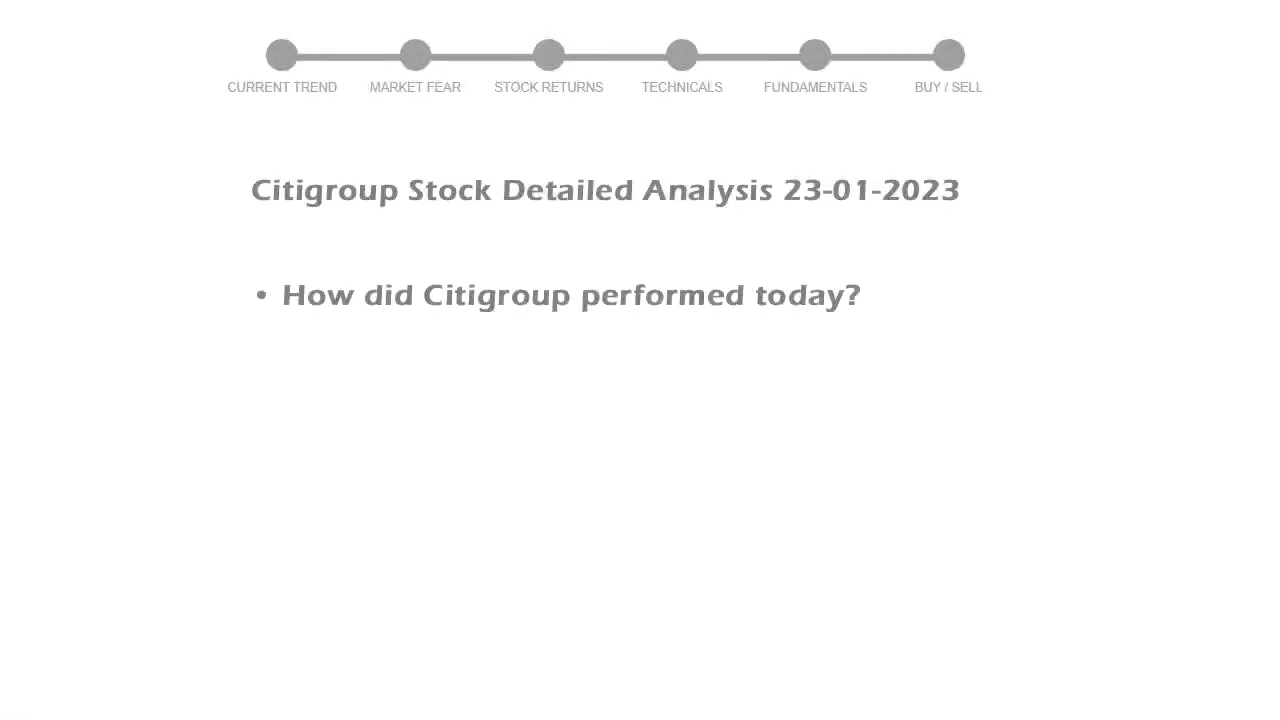 CURRENT TREND MARKET FEAR STOCK RETURNS TECHNICALS FUNDAMENTALS BUY / SELL
Citigroup Stock Detailed Analysis 23-01-2023
• How did Citigroup performed today?